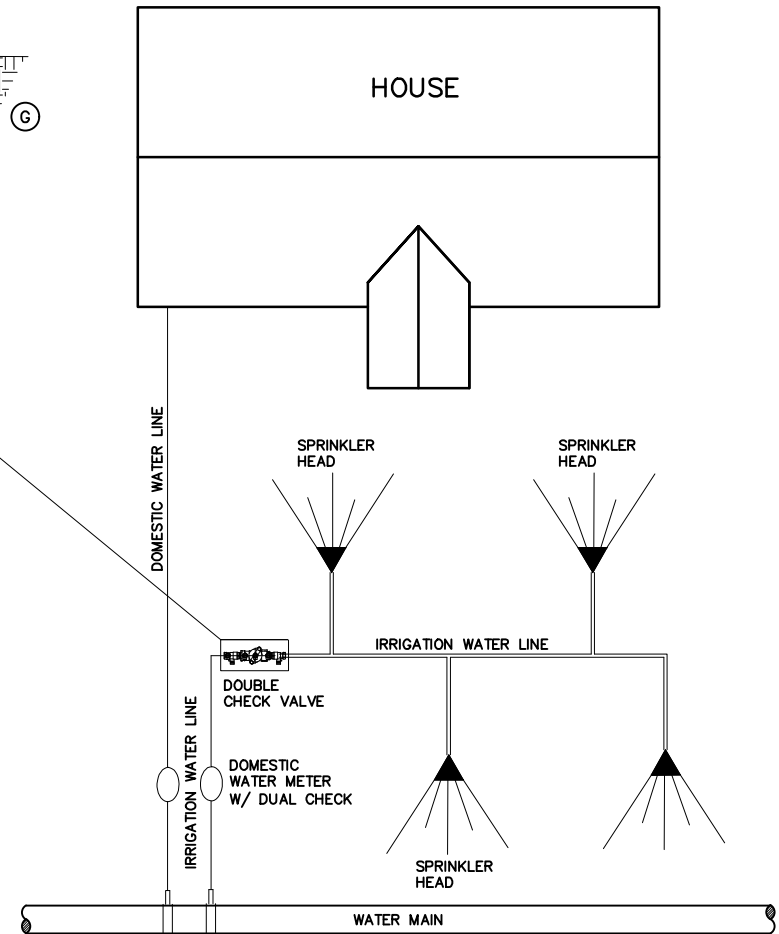 HOUSE
G
SPRINKLER
HEAD
SPRINKLER
HEAD
DOMESTIC WATER LINE
IRRIGATION WATER LINE
DOUBLE
CHECK VALVE
IRRIGATION WATER LINE
DOMESTIC
WATER METER
W/ DUAL CHECK
SPRINKLER
HEAD
WATER MAIN